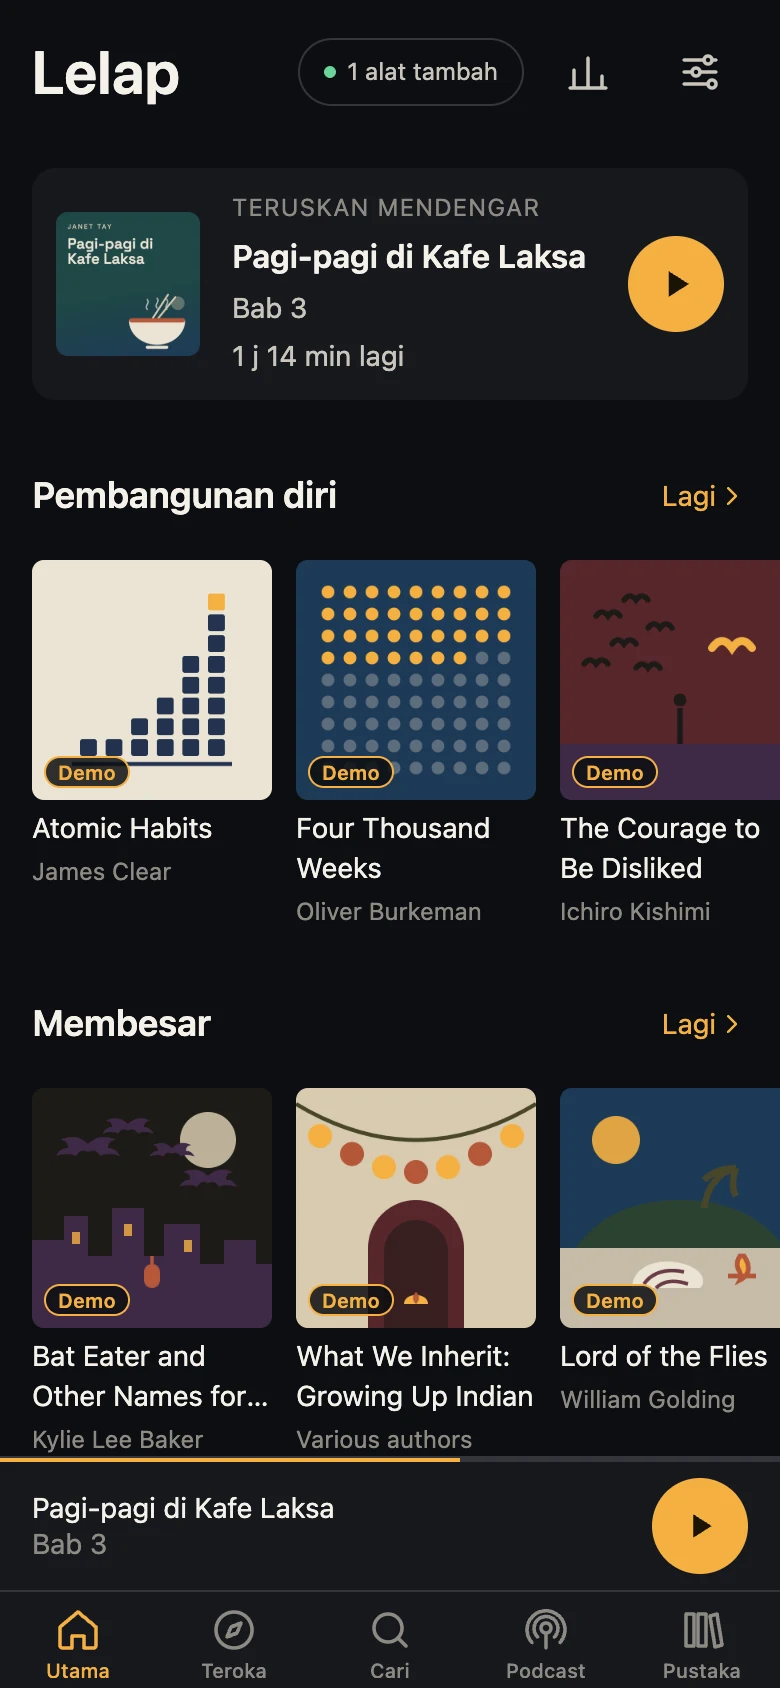 Lelap
1 alat tambah
JANET TAY
Pagi-pagi di
Kafe Laksa
TERUSKAN MENDENGAR
Pagi-pagi di Kafe Laksa
Bab 3
1 j 14 min lagi
Pembangunan diri
Lagi
Demo
Demo
Demo
Atomic Habits
James Clear
Four Thousand
Weeks
Oliver Burkeman
The Courage to
Be Disliked
Ichiro Kishimi
Membesar
Lagi
Demo
Demo
Demo
Bat Eater and
Other Names for...
Kylie Lee Baker
What We Inherit:
Growing Up Indian
Various authors
Lord of the Flies
William Golding
Pagi-pagi di Kafe Laksa
Bab 3
Utama
Teroka
Cari
Podcast
Pustaka